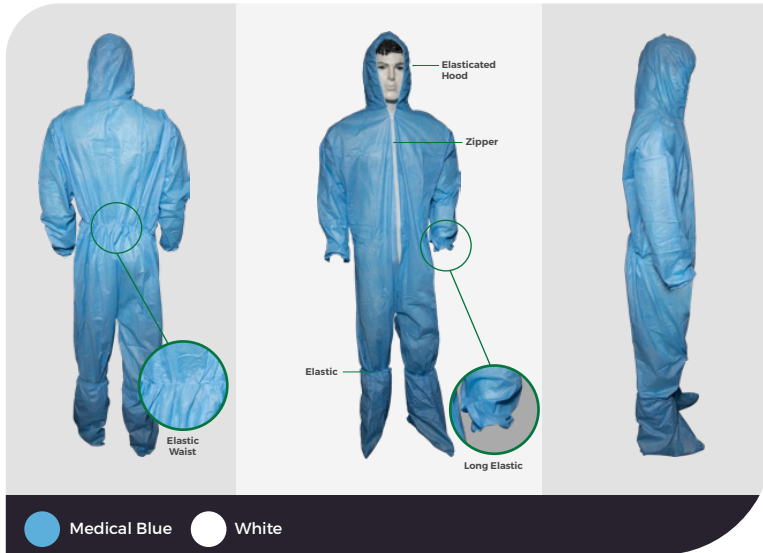 Elasticated
Hood
Zipper
Elastic
Elastic
Waist
Long Elastic
Medical Blue
White